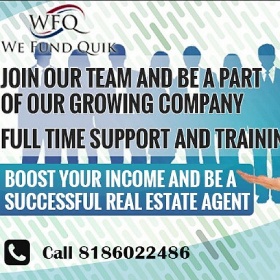 WFQ
WE FUND QUIK
JOIN OUR TEAM AND BE A PART
OF OUR GROWING COMPANY
FULL TIME SUPPORT AND TRAININ
BOOST YOUR INCOME AND BE A
SUCCESSFUL REAL ESTATE AGENT
Call 8186022486